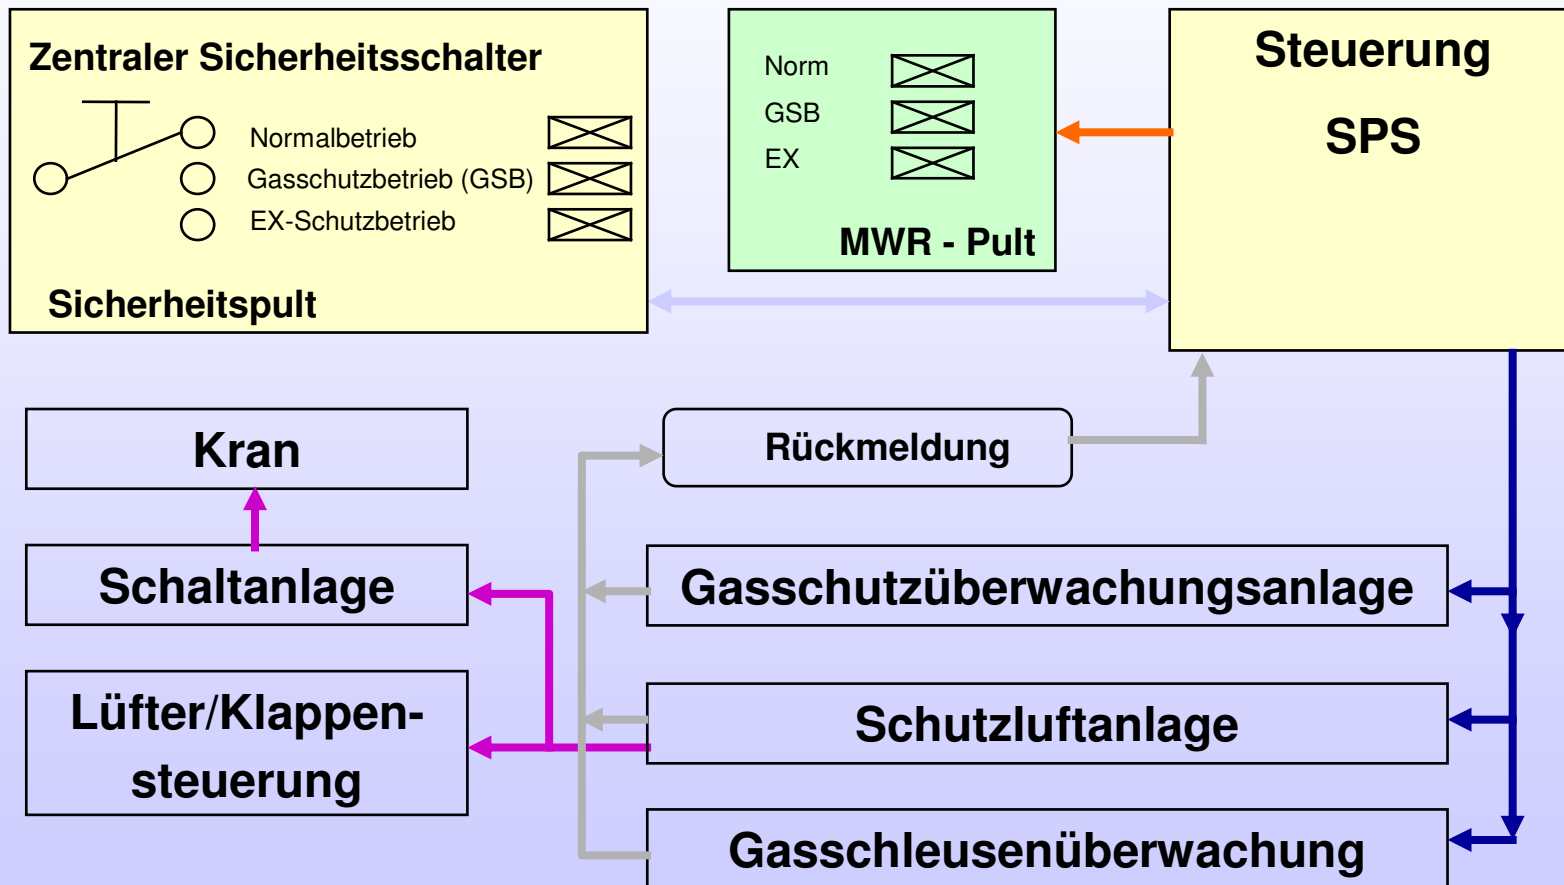 Zentraler Sicherheitsschalter
Normalbetrieb
Gasschutzbetrieb (GSB)
EX-Schutzbetrieb
Sicherheitspult
Norm
GSB
EX
MWR - Pult
Steuerung
SPS
Kran
Rückmeldung
Schaltanlage
Gasschutzüberwachungsanlage
Lüfter/Klappen-
steuerung
Schutzluftanlage
Gasschleusenüberwachung